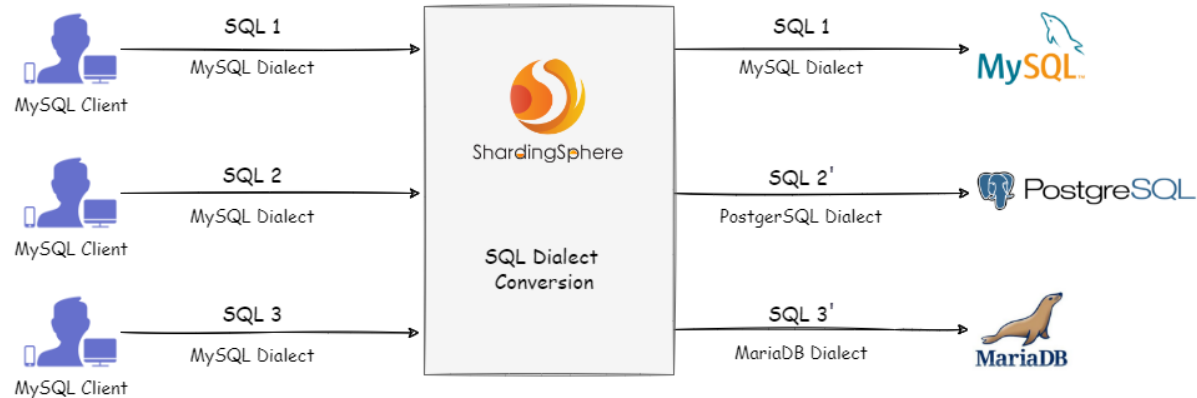 SQL 1
MySQL Dialect
MySQL Client
SQL 2
MySQL Dialect
MySQL Client
SQL 3
MySQL Dialect
MySQL Client
ShardingSphere
SQL Dialect
Conversion
SQL 1
MySQL Dialect
MySQL
SQL 2'
PostgerSQL Dialect
PostgreSQL
SQL 3'
MariaDB Dialect
MariaDB